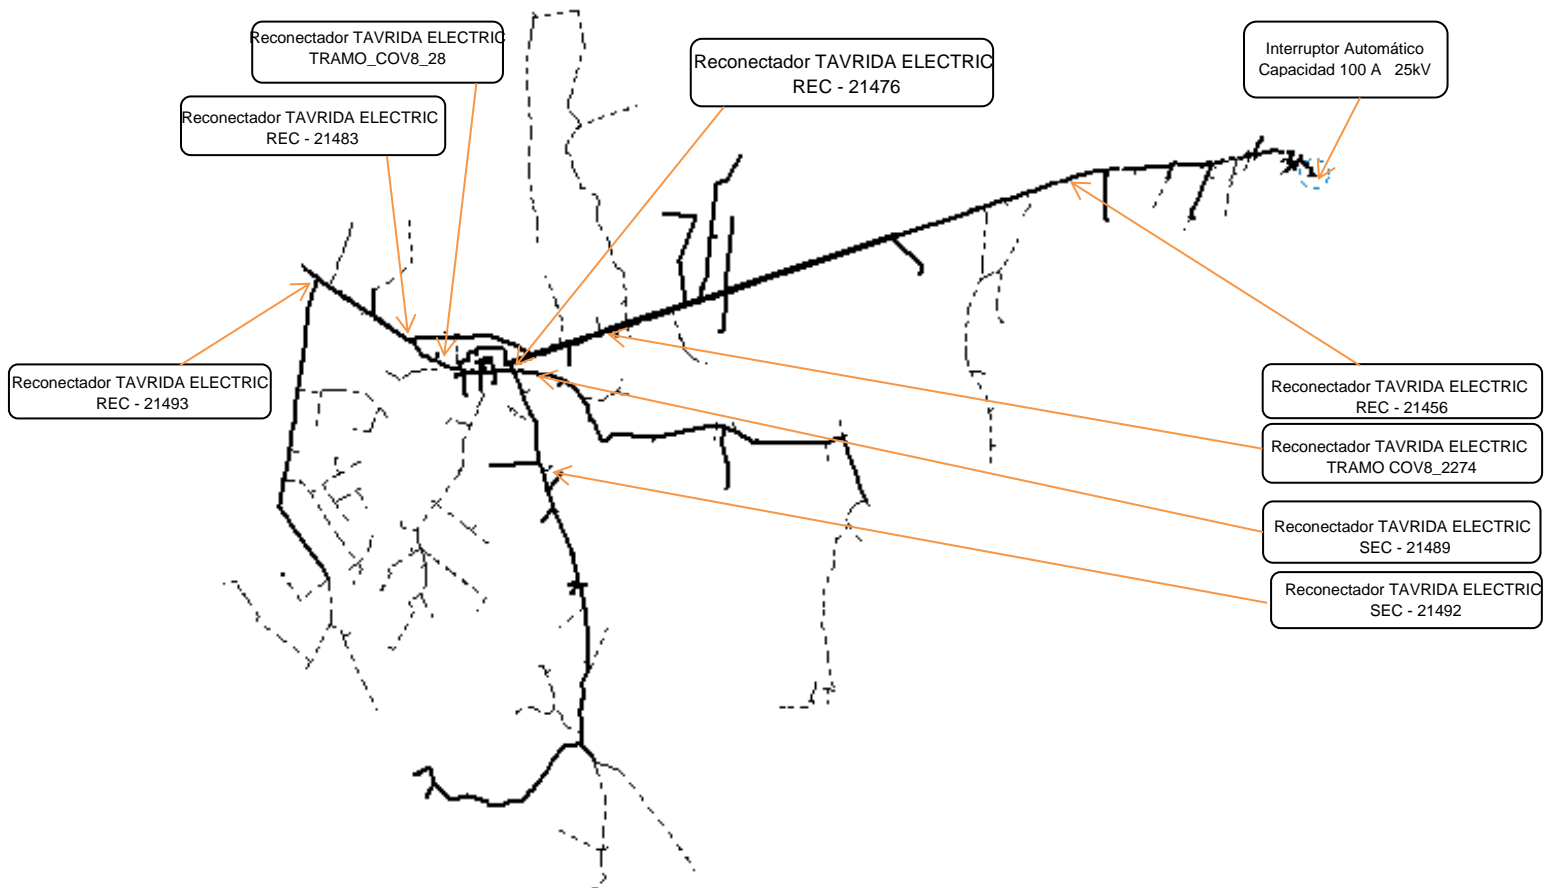 Reconectador TAVRIDA ELECTRIC
TRAMO_COV8_28
Reconectador TAVRIDA ELECTRIC
REC - 21476
Interruptor Automático
Capacidad 100 A 25kV
Reconectador TAVRIDA ELECTRIC
REC - 21483
Reconectador TAVRIDA ELECTRIC
REC - 21493
Reconectador TAVRIDA ELECTRIC
REC - 21456
Reconectador TAVRIDA ELECTRIC
TRAMO COV8_2274
Reconectador TAVRIDA ELECTRIC
SEC - 21489
Reconectador TAVRIDA ELECTRIC
SEC - 21492